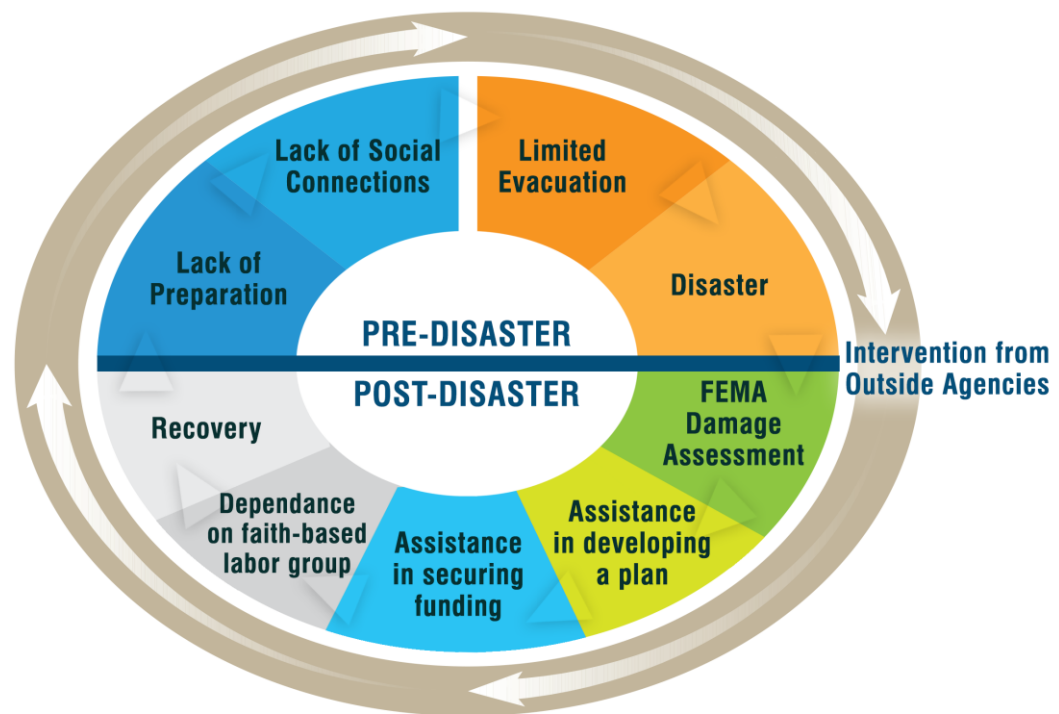 Lack of Social
Connections
Limited
Evacuation
Lack of
Preparation
Disaster
PRE-DISASTER
POST-DISASTER
Intervention from
Outside Agencies
FEMA
Damage
Assessment
Recovery
Dependance
on faith-based
labor group
Assistance
in securing
funding
Assistance
in developing
a plan